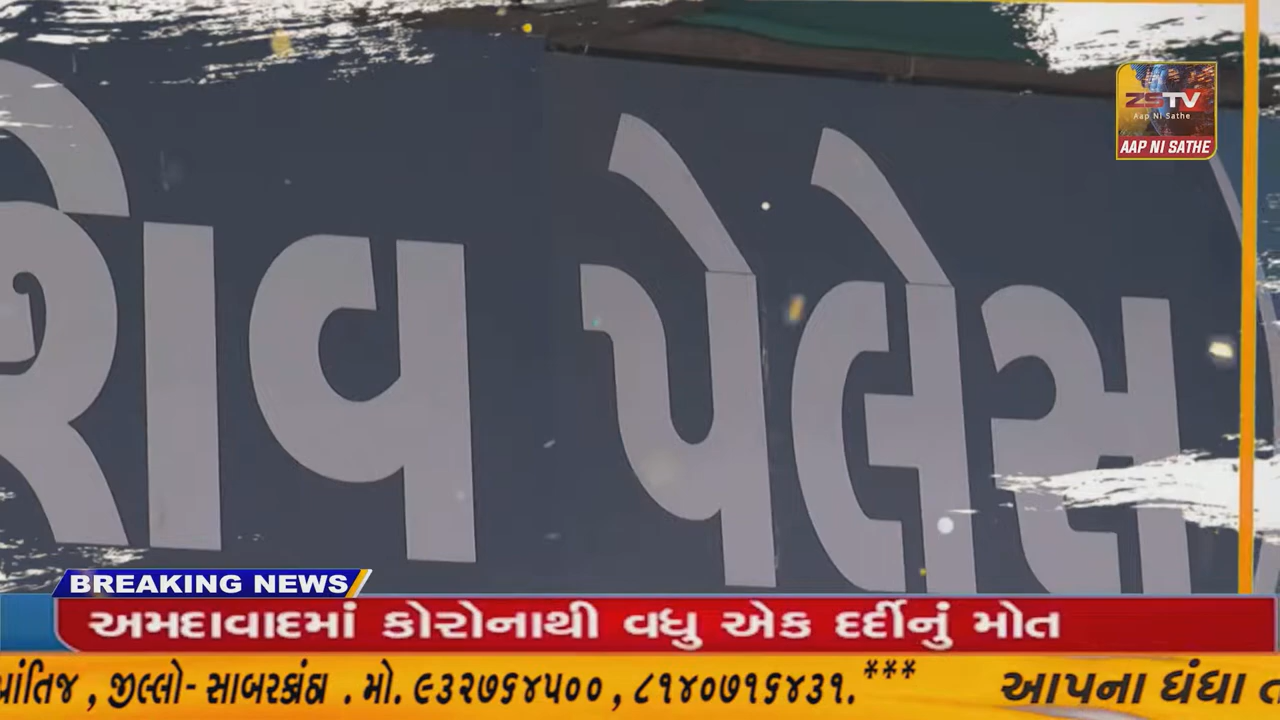 શિવ પેલેસ
ZSTV
Aap Ni Sathe
AAP NI SATHE
BREAKING NEWS
અમદાવાદમાં કોરોનાથી વધુ એક દર્દીનું મોત
પ્રાંતિજ , જીલ્લો- સાબરકાંઠા . મો. ૯૩૨૭૬૪૫૦૦ , ૮૧૪૦૭૧૬૪૩૧.*** આપના ધંધા ત